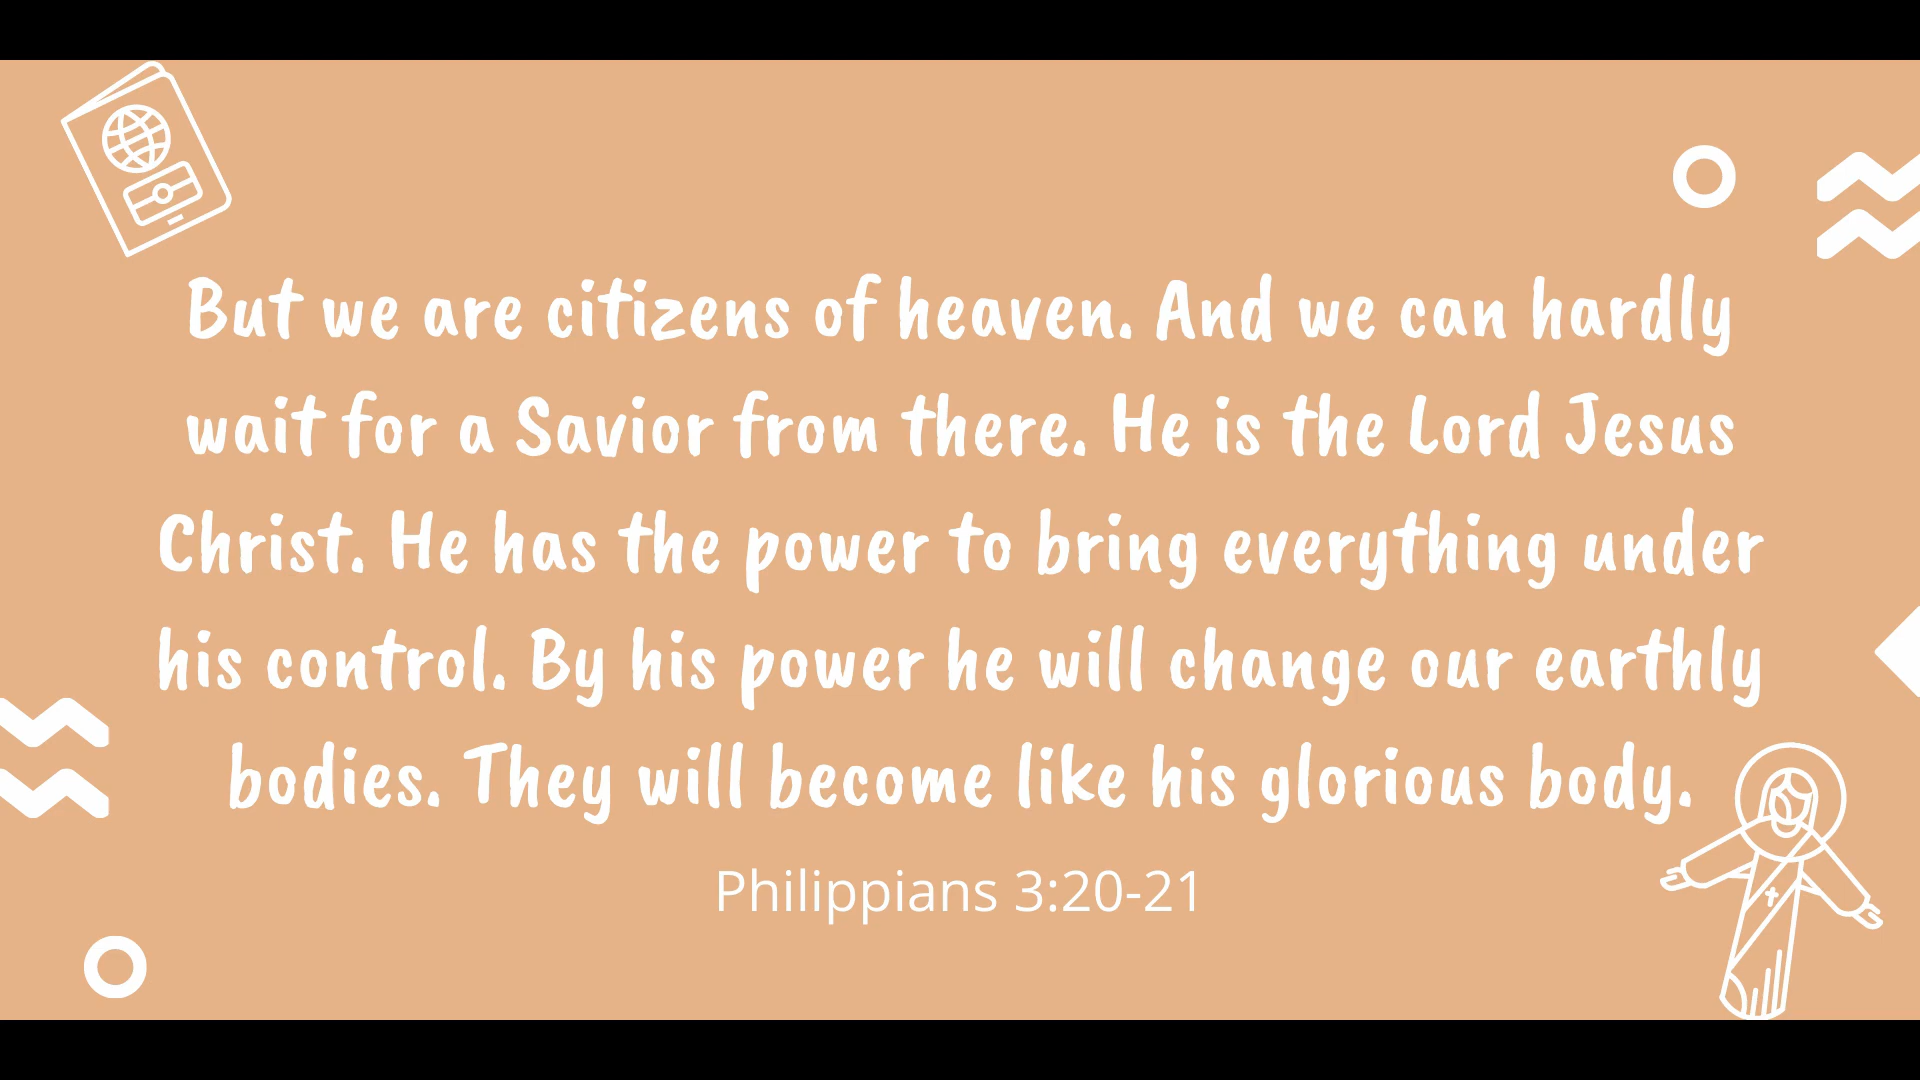 But we are citizens of heaven. And we can hardly
wait for a Savior from there. He is the Lord Jesus
Christ. He has the power to bring everything under
his control. By his power he will change our earthly
bodies. They will become like his glorious body.
Philippians 3:20-21